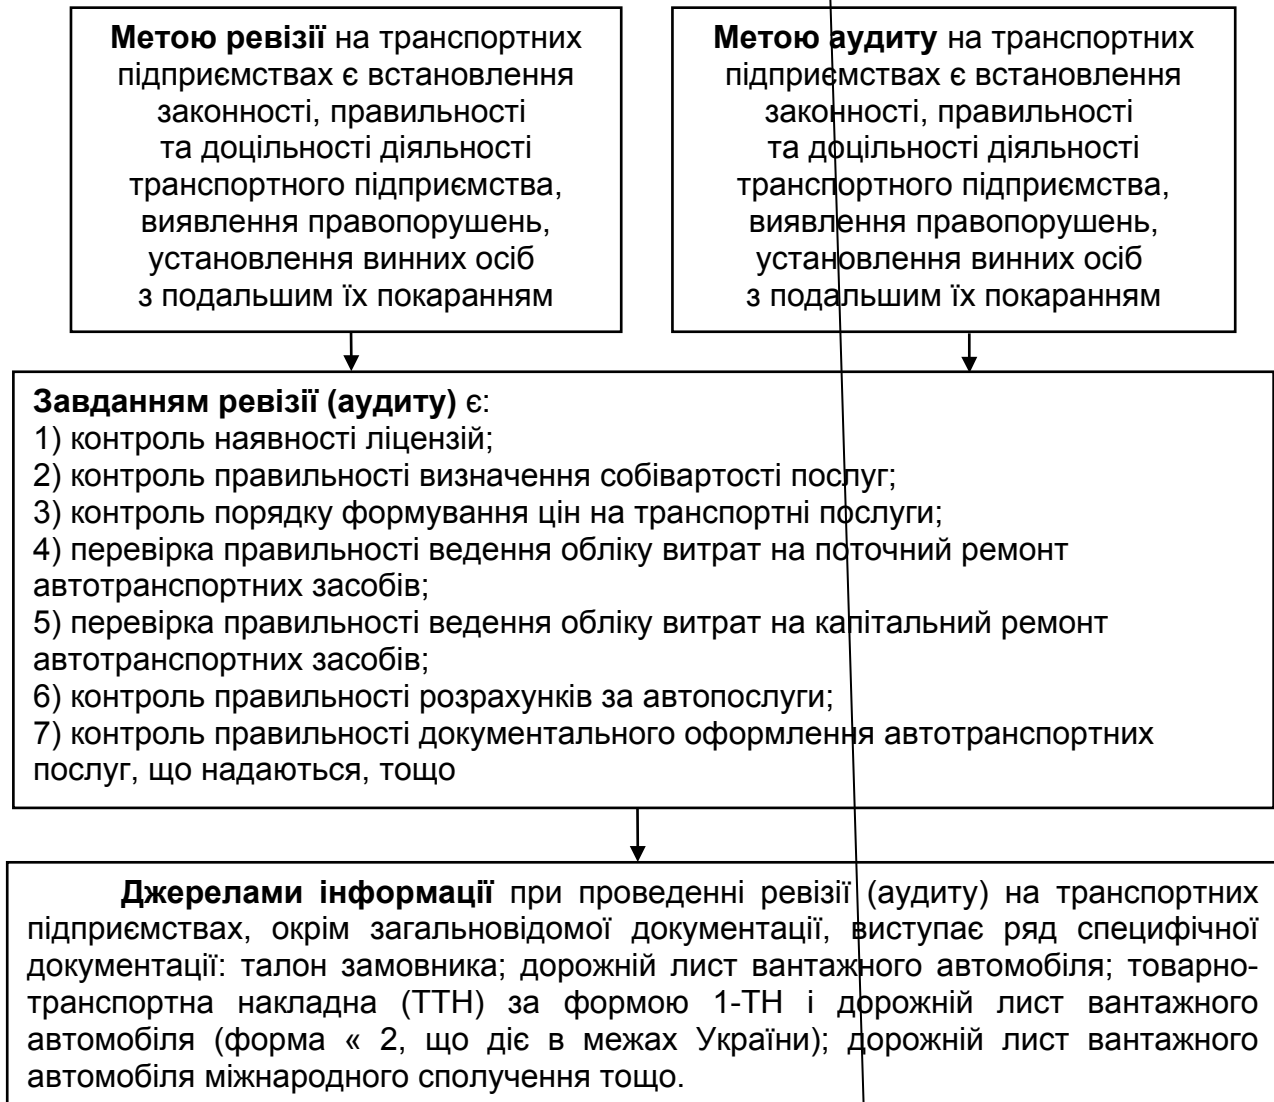 Метою ревізії на транспортних
підприємствах є встановлення
законності, правильності
та доцільності діяльності
транспортного підприємства,
виявлення правопорушень,
установлення винних осіб
з подальшим їх покаранням
Метою аудиту на транспортних
підприємствах є встановлення
законності, правильності
та доцільності діяльності
транспортного підприємства,
виявлення правопорушень,
установлення винних осіб
з подальшим їх покаранням
Завданням ревізії (аудиту) є:
1) контроль наявності ліцензій;
2) контроль правильності визначення собівартості послуг;
3) контроль порядку формування цін на транспортні послуги;
4) перевірка правильності ведення обліку витрат на поточний ремонт
автотранспортних засобів;
5) перевірка правильності ведення обліку витрат на капітальний ремонт
автотранспортних засобів;
6) контроль правильності розрахунків за автопослуги;
7) контроль правильності документального оформлення автотранспортних
послуг, що надаються, тощо
Джерелами інформації при проведенні ревізії (аудиту) на транспортних
підприємствах, окрім загальновідомої документації, виступає ряд специфічної
документації: талон замовника; дорожній лист вантажного автомобіля; товарно-
транспортна накладна (ТТН) за формою 1-ТН і дорожній лист вантажного
автомобіля (форма « 2, що діє в межах України); дорожній лист вантажного
автомобіля міжнародного сполучення тощо.